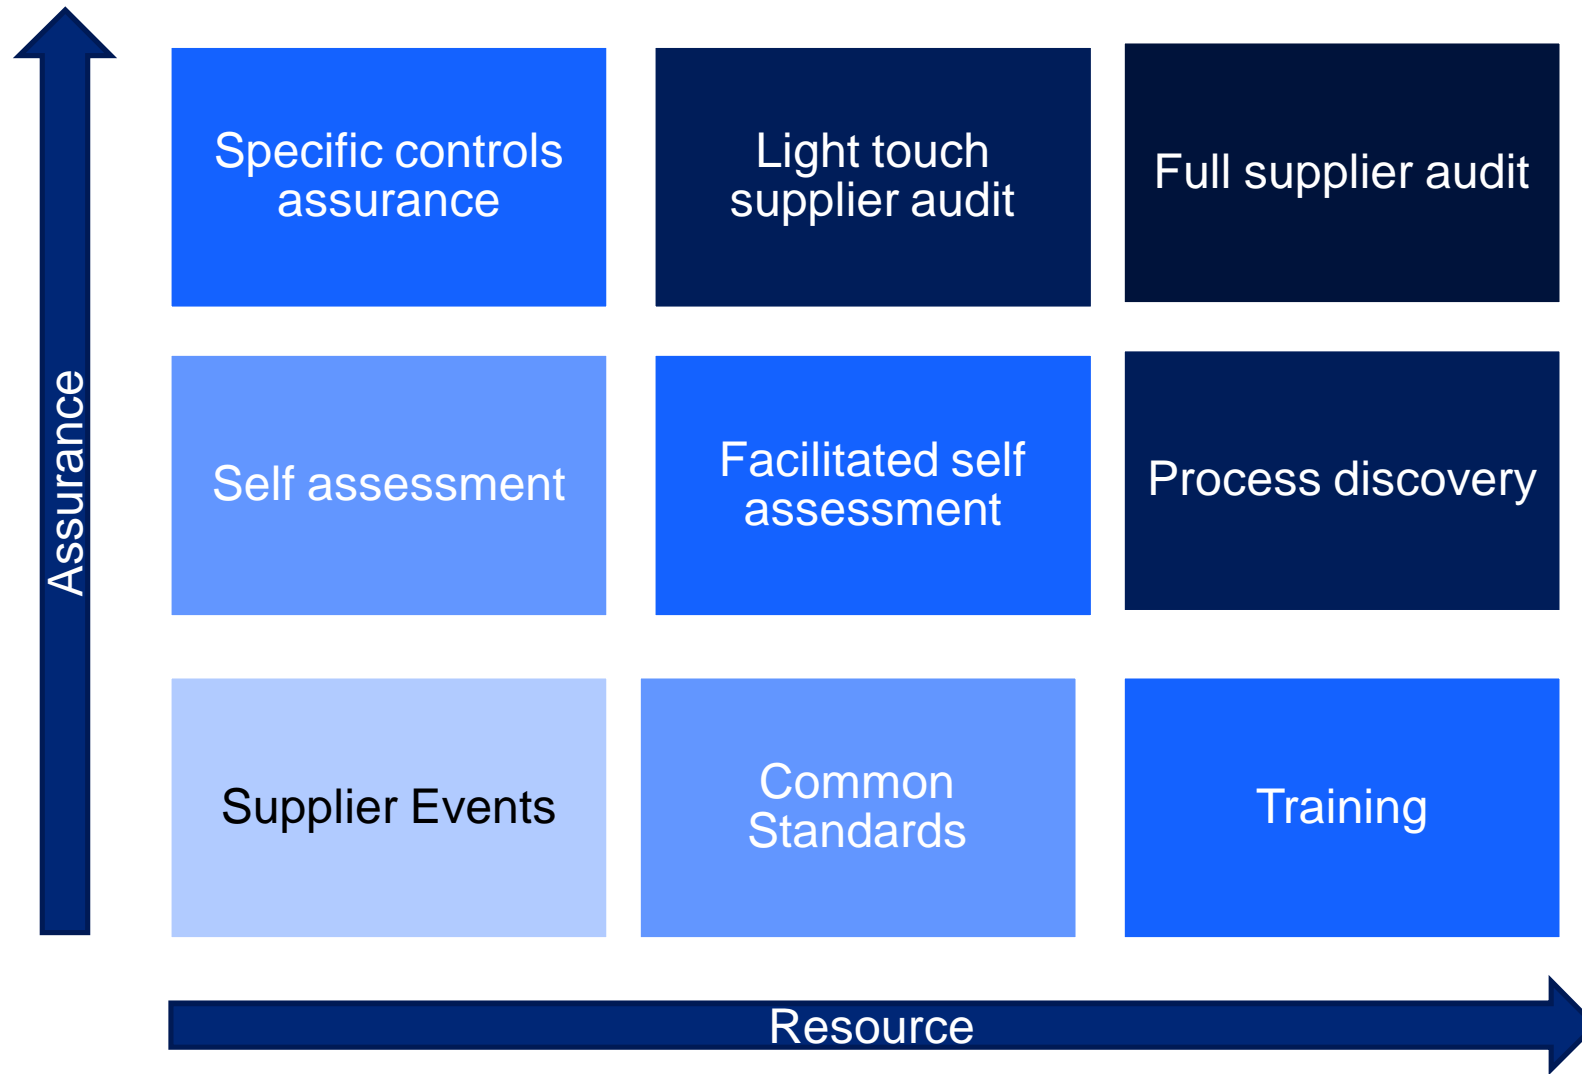 Specific controls
assurance
Light touch
supplier audit
Full supplier audit
Assurance
Self assessment
Facilitated self
assessment
Process discovery
Supplier Events
Common
Standards
Training
Resource